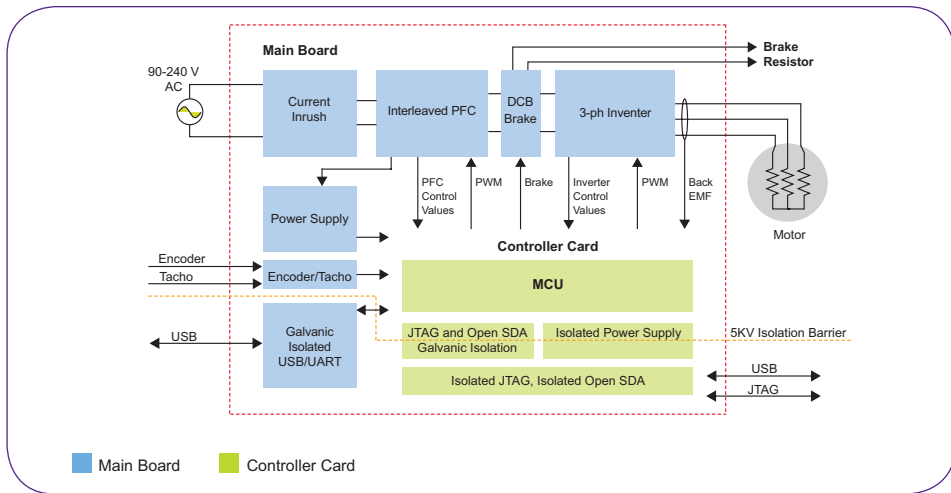 Main Board
Brake
Resistor
90-240 V
AC
Current
Inrush
Interleaved PFC
DCB
Brake
3-ph Inventer
PFC
Control
Values
PWM
Brake
Inverter
Control
Values
PWM
Back
EMF
Motor
Power Supply
Controller Card
Encoder
Tacho
Encoder/Tacho
MCU
USB
Galvanic
Isolated
USB/UART
JTAG and Open SDA
Galvanic Isolation
Isolated Power Supply
5KV Isolation Barrier
Isolated JTAG, Isolated Open SDA
USB
JTAG
Main Board
Controller Card